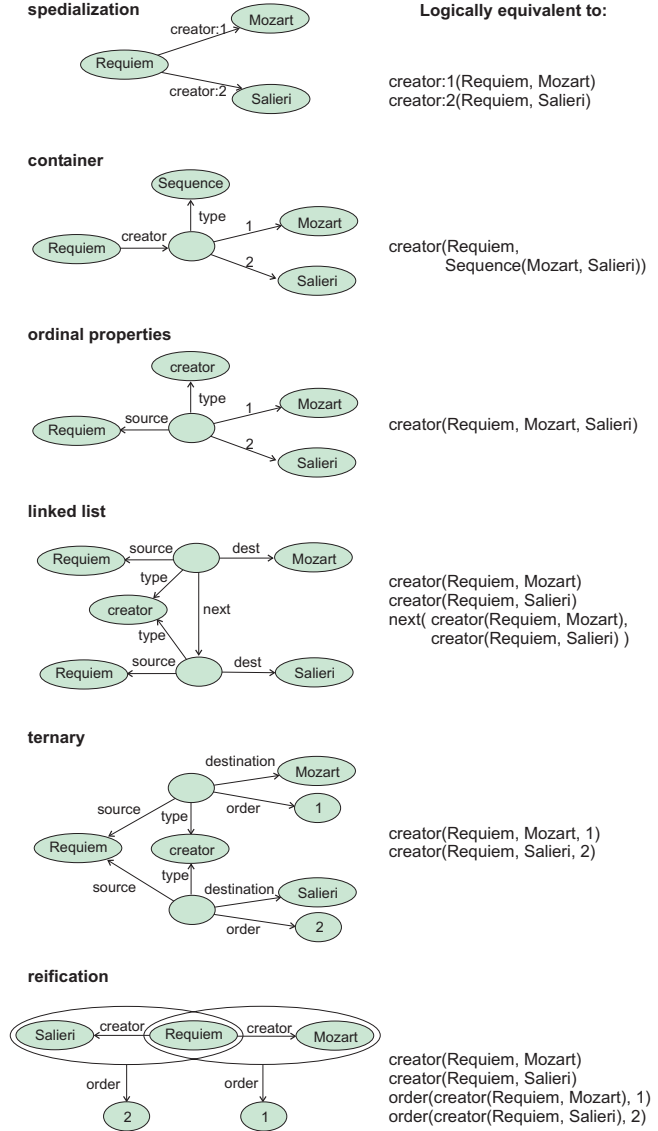 spedialization
Logically equivalent to:
Mozart
creator:1
Requiem
creator:2
Salieri
creator:1(Requiem, Mozart)
creator:2(Requiem, Salieri)
container
Sequence
type
1
Mozart
creator
Requiem
2
Salieri
creator(Requiem,
Sequence(Mozart, Salieri))
ordinal properties
creator
type
1
Mozart
source
Requiem
2
Salieri
creator(Requiem, Mozart, Salieri)
linked list
source
dest
Requiem
Mozart
type
next
creator
type
source
dest
Requiem
Salieri
creator(Requiem, Mozart)
creator(Requiem, Salieri)
next( creator(Requiem, Mozart),
creator(Requiem, Salieri) )
ternary
destination
Mozart
order
1
source
type
Requiem
creator
type
source
destination
Salieri
order
2
creator(Requiem, Mozart, 1)
creator(Requiem, Salieri, 2)
reification
Salieri
creator
Requiem
creator
Mozart
order
order
2
1
creator(Requiem, Mozart)
creator(Requiem, Salieri)
order(creator(Requiem, Mozart), 1)
order(creator(Requiem, Salieri), 2)